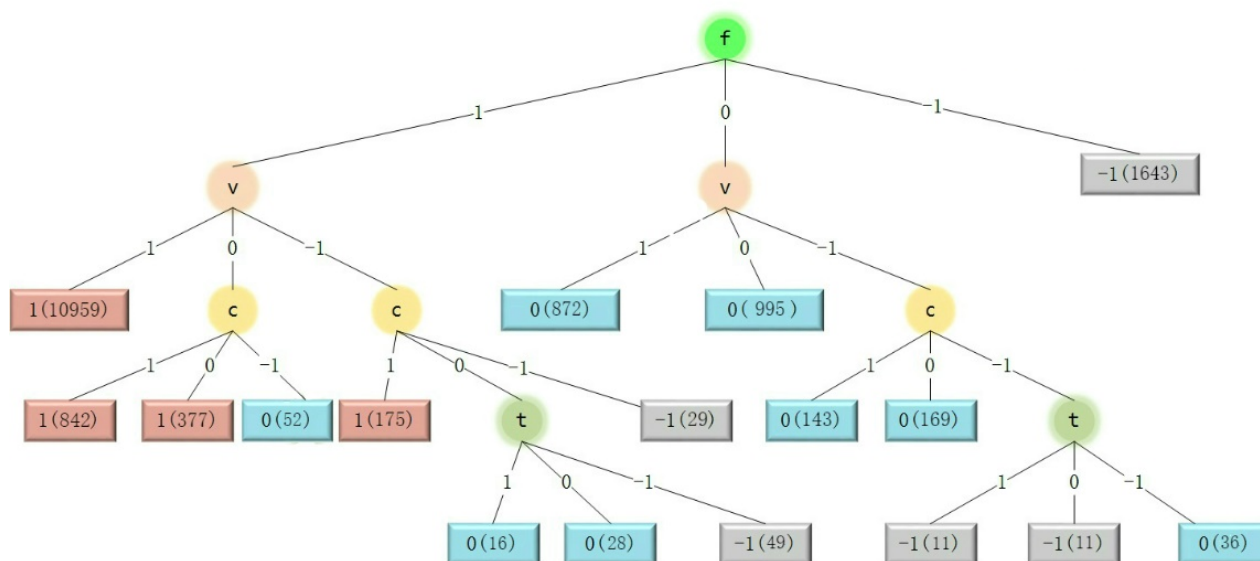 f
1 0 -1
-1(1643)
v v
1 0 -1 1 0 -1
1(10959) c c 0(872) 0( 995) c
1 0 -1 1 0 -1 1 0 -1
1(842) 1(377) 0(52) 1(175) t -1(29) 0(143) 0(169) t
1 0 -1 1 0 -1
0(16) 0(28) -1(49) -1(11) -1(11) 0(36)